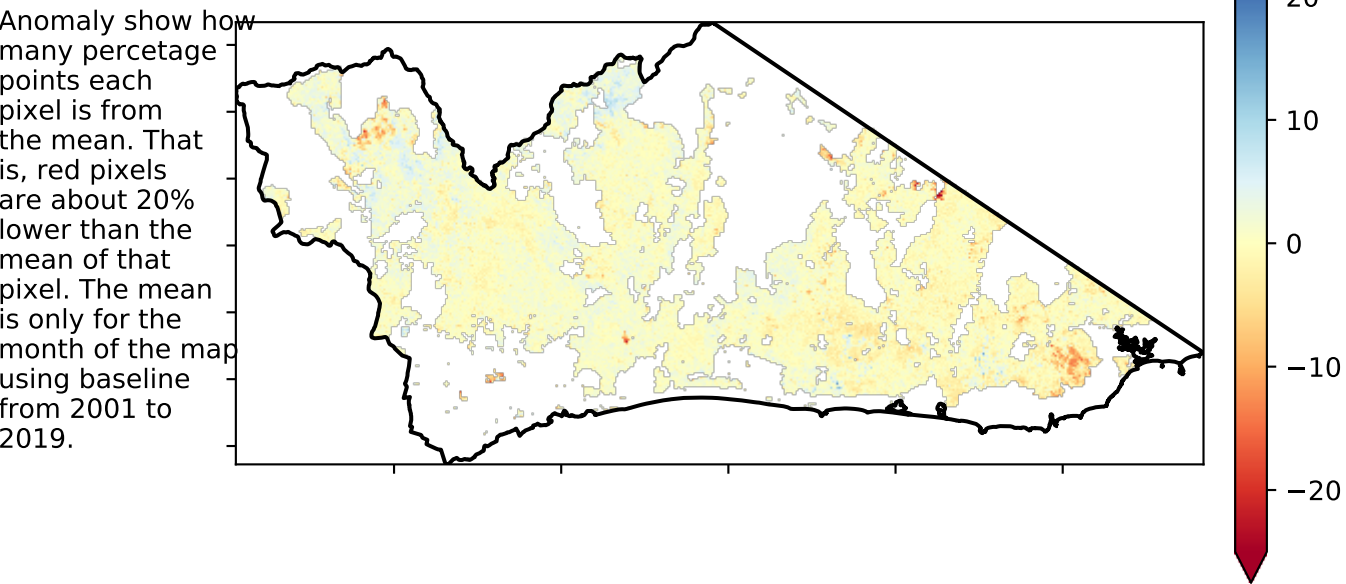 Anomaly show how
many percetage
points each
pixel is from
the mean. That
is, red pixels
are about 20%
lower than the
mean of that
pixel. The mean
is only for the
month of the map
using baseline
from 2001 to
2019.
20
10
0
−10
−20